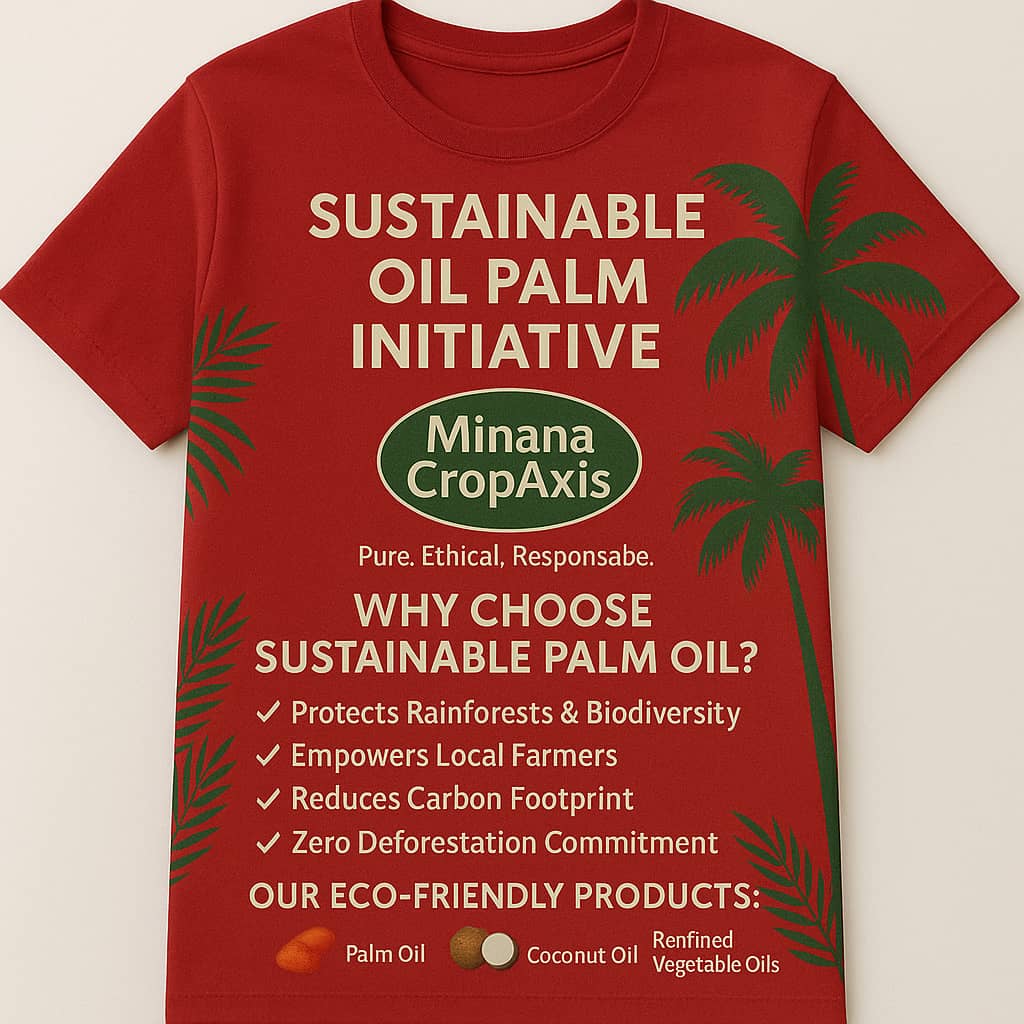 SUSTAINABLE
OIL PALM
INITIATIVE
Minana
CropAxis
Pure. Ethical, Responsabe.
WHY CHOOSE
SUSTAINABLE PALM OIL?
✓ Protects Rainforests & Biodiversity
✓ Empowers Local Farmers
✓ Reduces Carbon Footprint
✓ Zero Deforestation Commitment
OUR ECO-FRIENDLY PRODUCTS:
Palm Oil
Coconut Oil
Renfined
Vegetable Oils